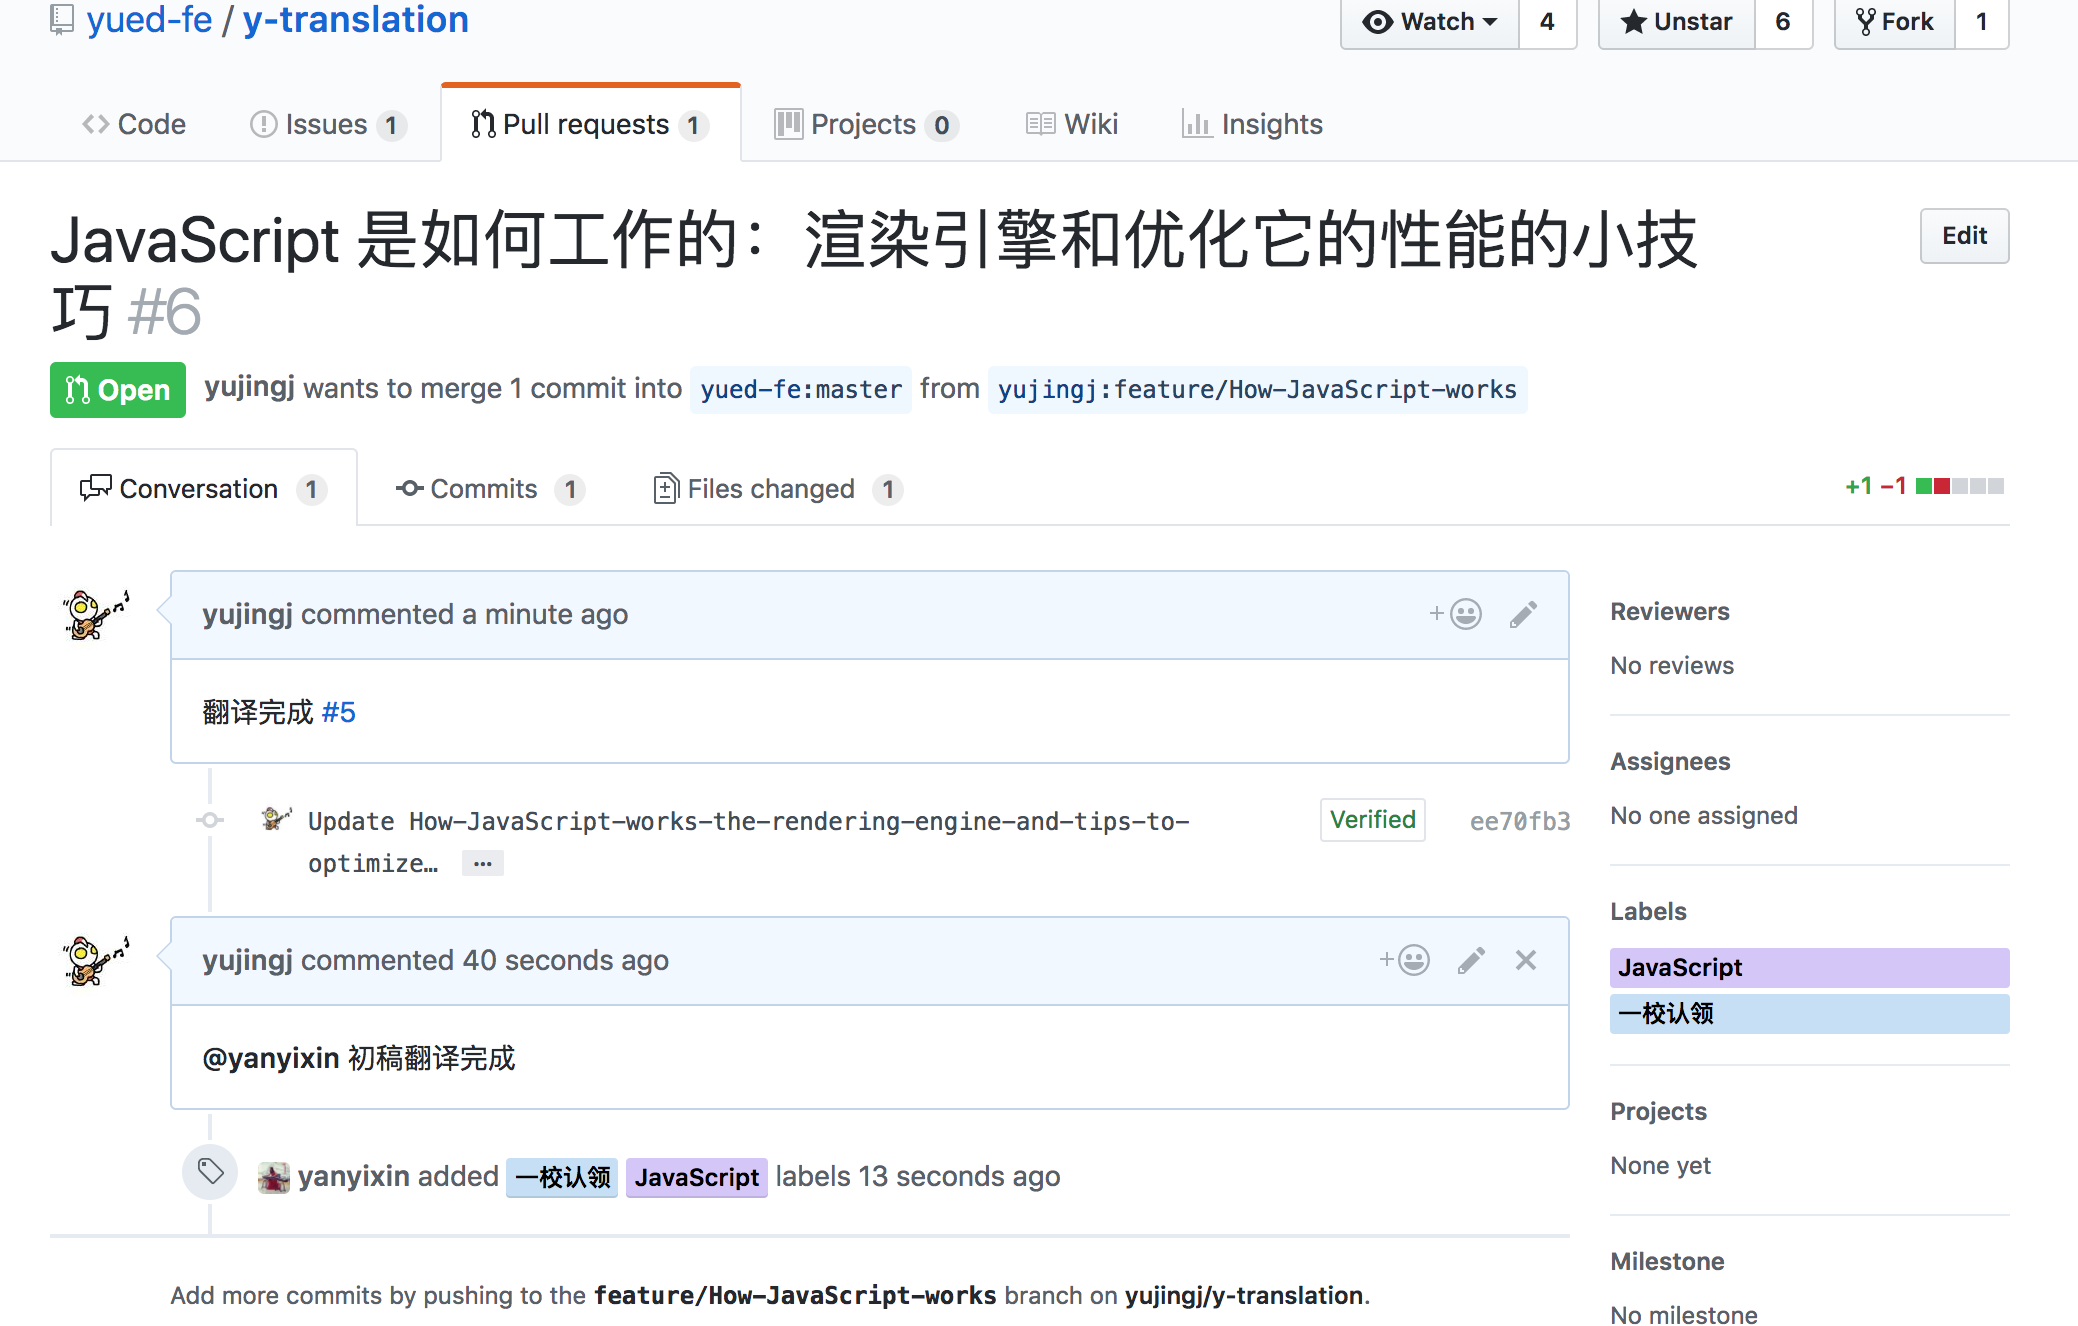 yued-fe / y-translation
Watch 4 Unstar 6 Fork 1
Code Issues 1 Pull requests 1 Projects 0 Wiki Insights
JavaScript 是如何工作的：渲染引擎和优化它的性能的小技
巧 #6
Edit
Open yujingj wants to merge 1 commit into yued-fe:master from yujingj:feature/How-JavaScript-works
Conversation 1 Commits 1 Files changed 1 +1 −1
yujingj commented a minute ago
翻译完成 #5
Update How-JavaScript-works-the-rendering-engine-and-tips-to-
optimize… …
Verified ee70fb3
yujingj commented 40 seconds ago
@yanyixin 初稿翻译完成
yanyixin added 一校认领 JavaScript labels 13 seconds ago
Add more commits by pushing to the feature/How-JavaScript-works branch on yujingj/y-translation.
Reviewers
No reviews
Assignees
No one assigned
Labels
JavaScript
一校认领
Projects
None yet
Milestone
No milestone